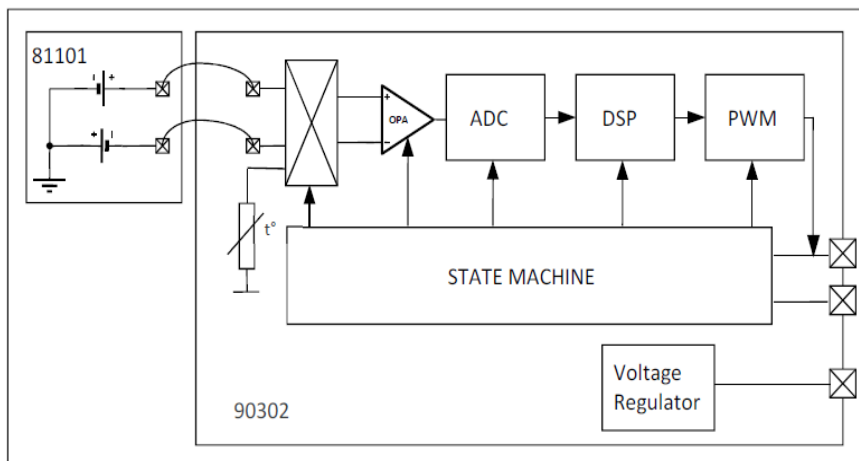 81101
- +
+ -
OPA
+
-
ADC
DSP
PWM
t°
STATE MACHINE
Voltage
Regulator
90302